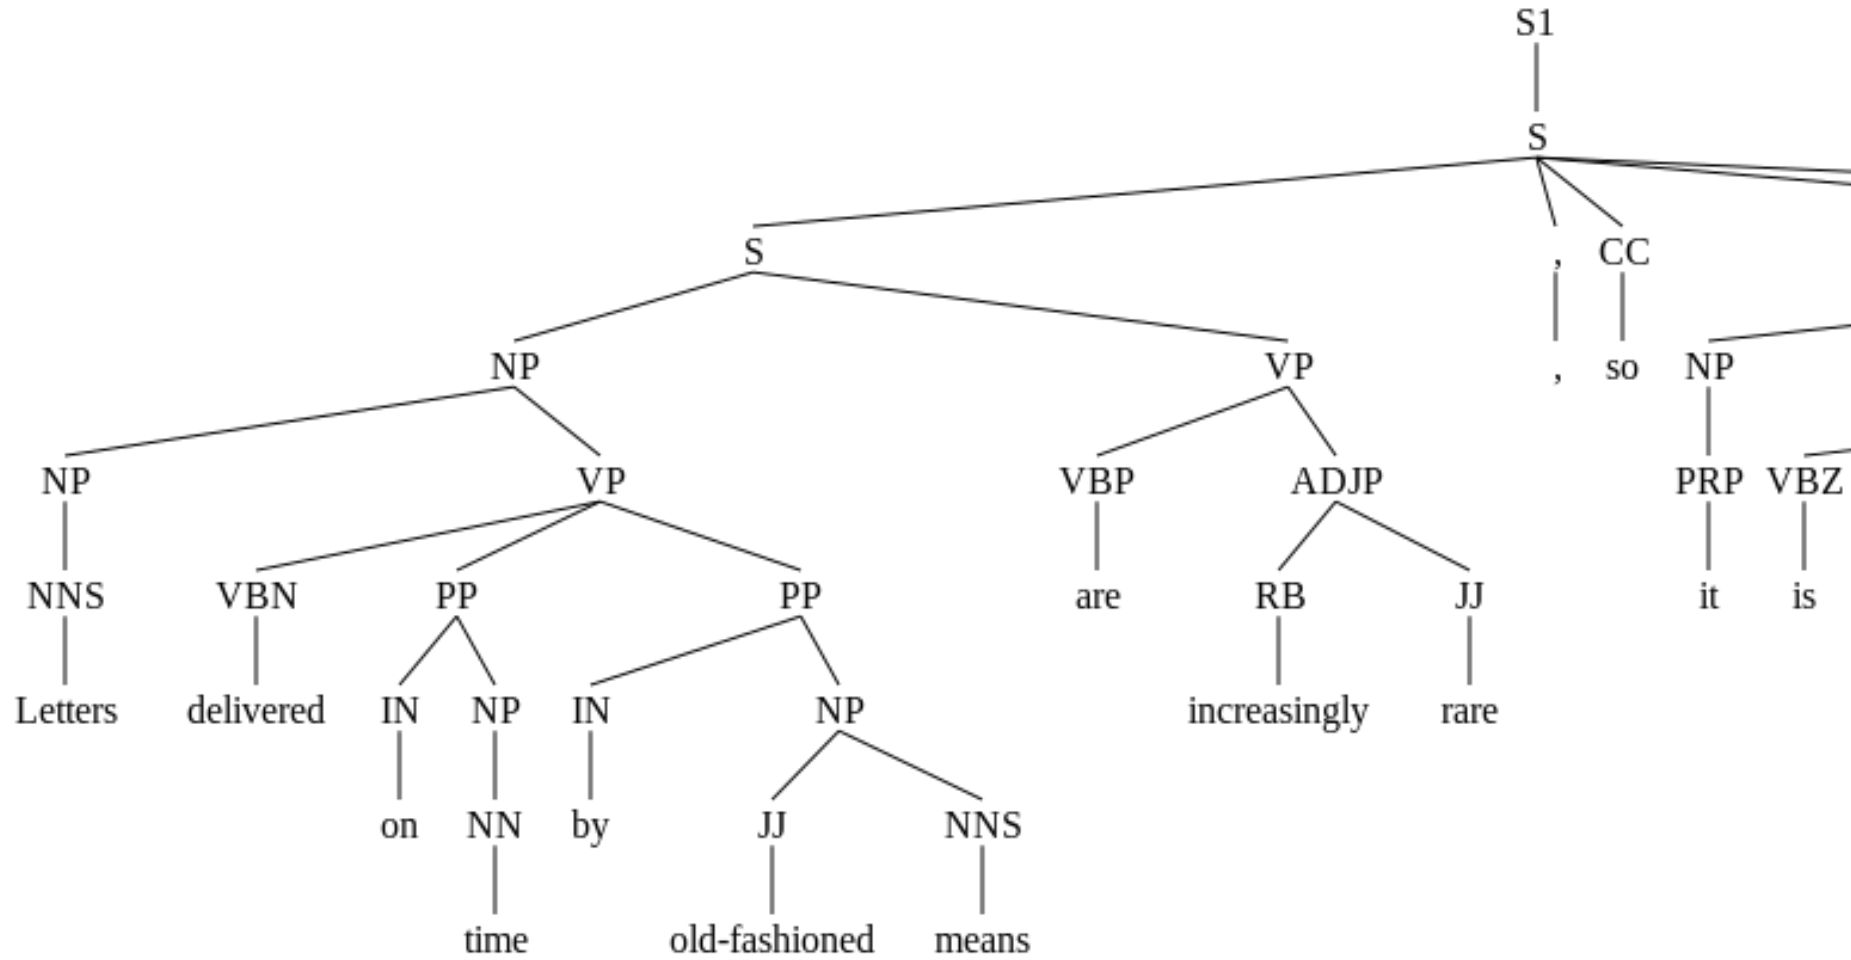 S1
S
S , CC
NP VP , so NP
NP VP VBP ADJP PRP VBZ
NNS VBN PP PP are RB JJ it is
Letters delivered IN NP IN NP increasingly rare
on NN by JJ NNS
time old-fashioned means